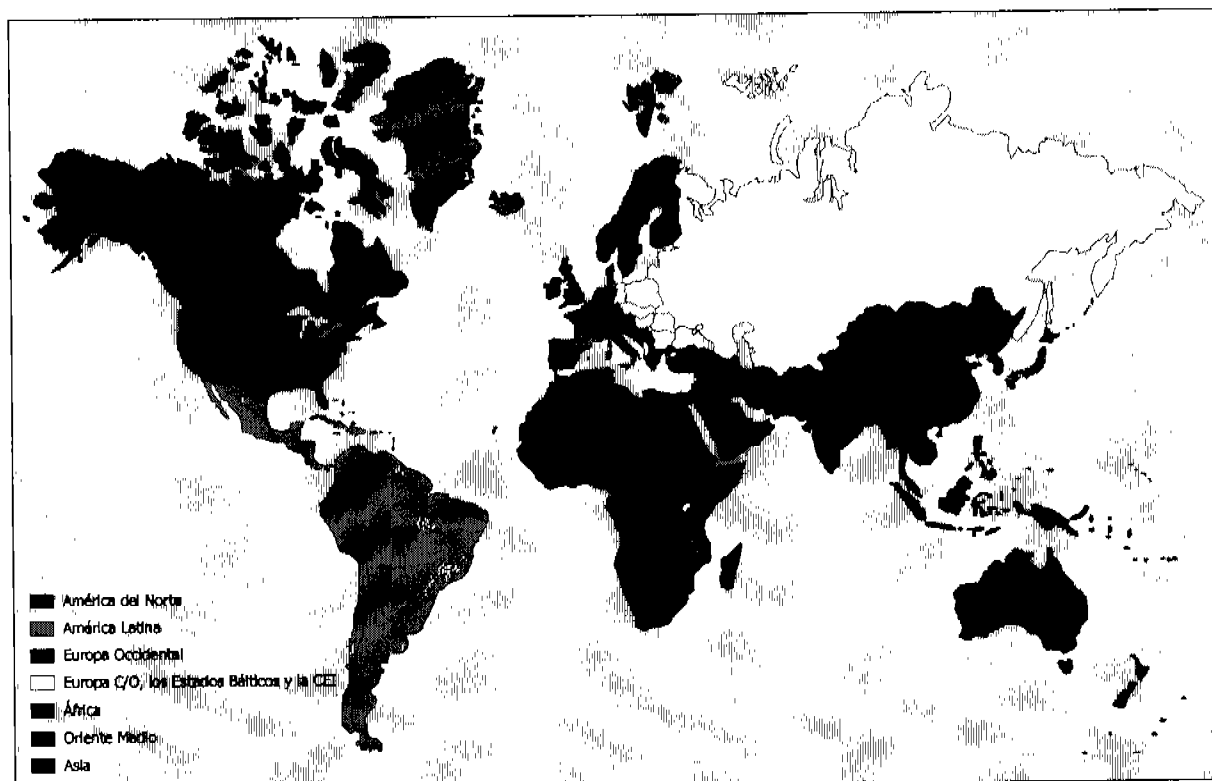 América del Norte
América Latina
Europa Occidental
Europa C/O, los Estados Bálticos y la CEI
África
Oriente Medio
Asia